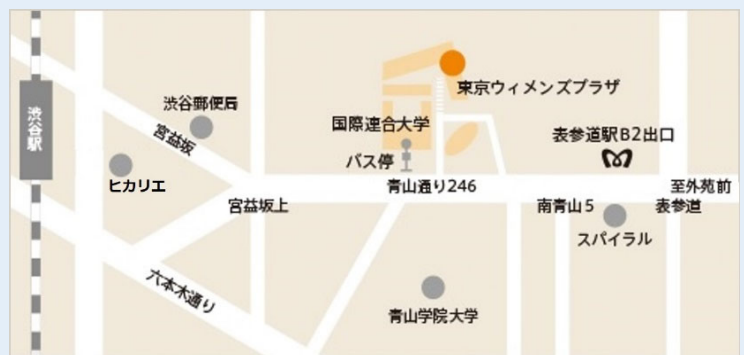 渋谷駅
渋谷郵便局
宮益坂
ヒカリエ
国際連合大学
バス停
東京ウィメンズプラザ
表参道駅B2出口
青山通り246
至外苑前
宮益坂上
南青山5
表参道
スパイラル
六本木通り
青山学院大学